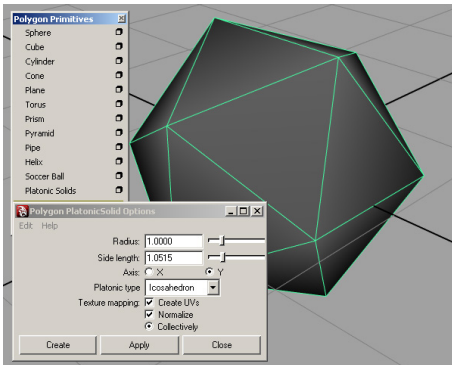 Polygon Primitives
Sphere
Cube
Cylinder
Cone
Plane
Torus
Prism
Pyramid
Pipe
Helix
Soccer Ball
Platonic Solids
Polygon PlatonicSolid Options
Edit Help
Radius: 1.0000
Side length: 1.0515
Axis: X Y
Platonic type Icosahedron
Texture mapping: Create UVs
Normalize
Collectively
Create Apply Close